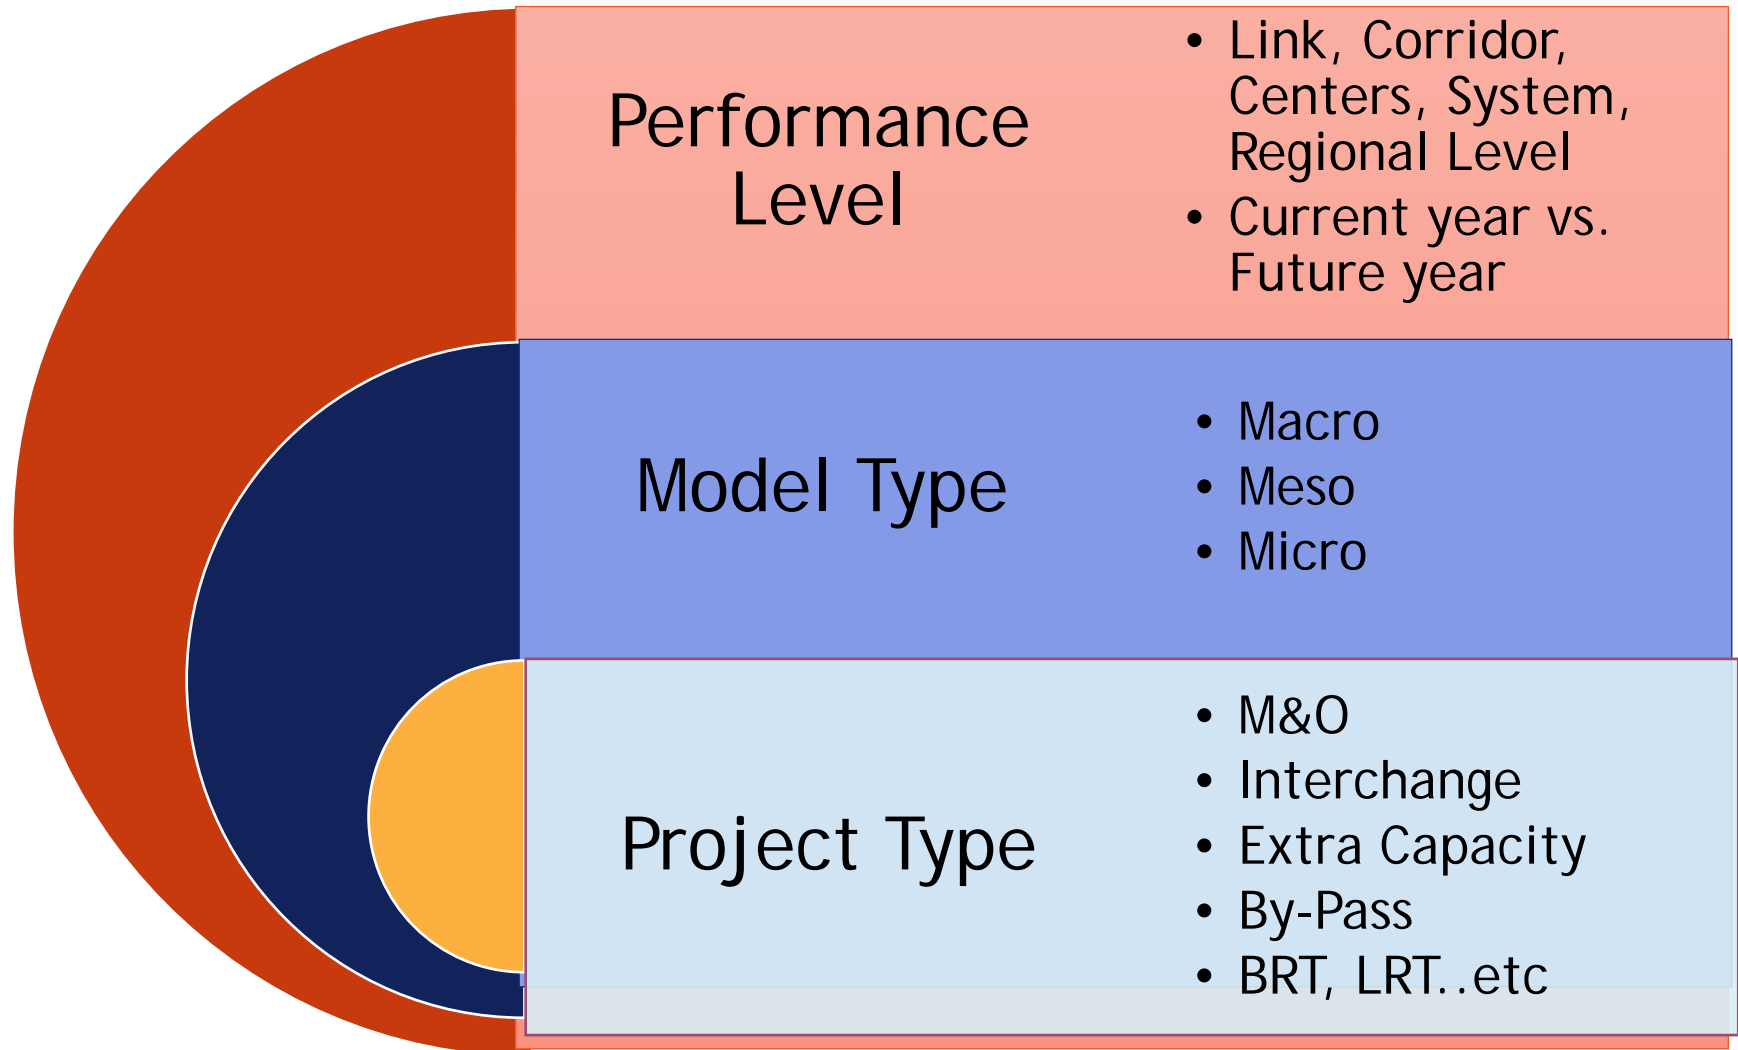 Performance
Level
• Link, Corridor,
Centers, System,
Regional Level
• Current year vs.
Future year
Model Type
• Macro
• Meso
• Micro
Project Type
• M&O
• Interchange
• Extra Capacity
• By-Pass
• BRT, LRT..etc